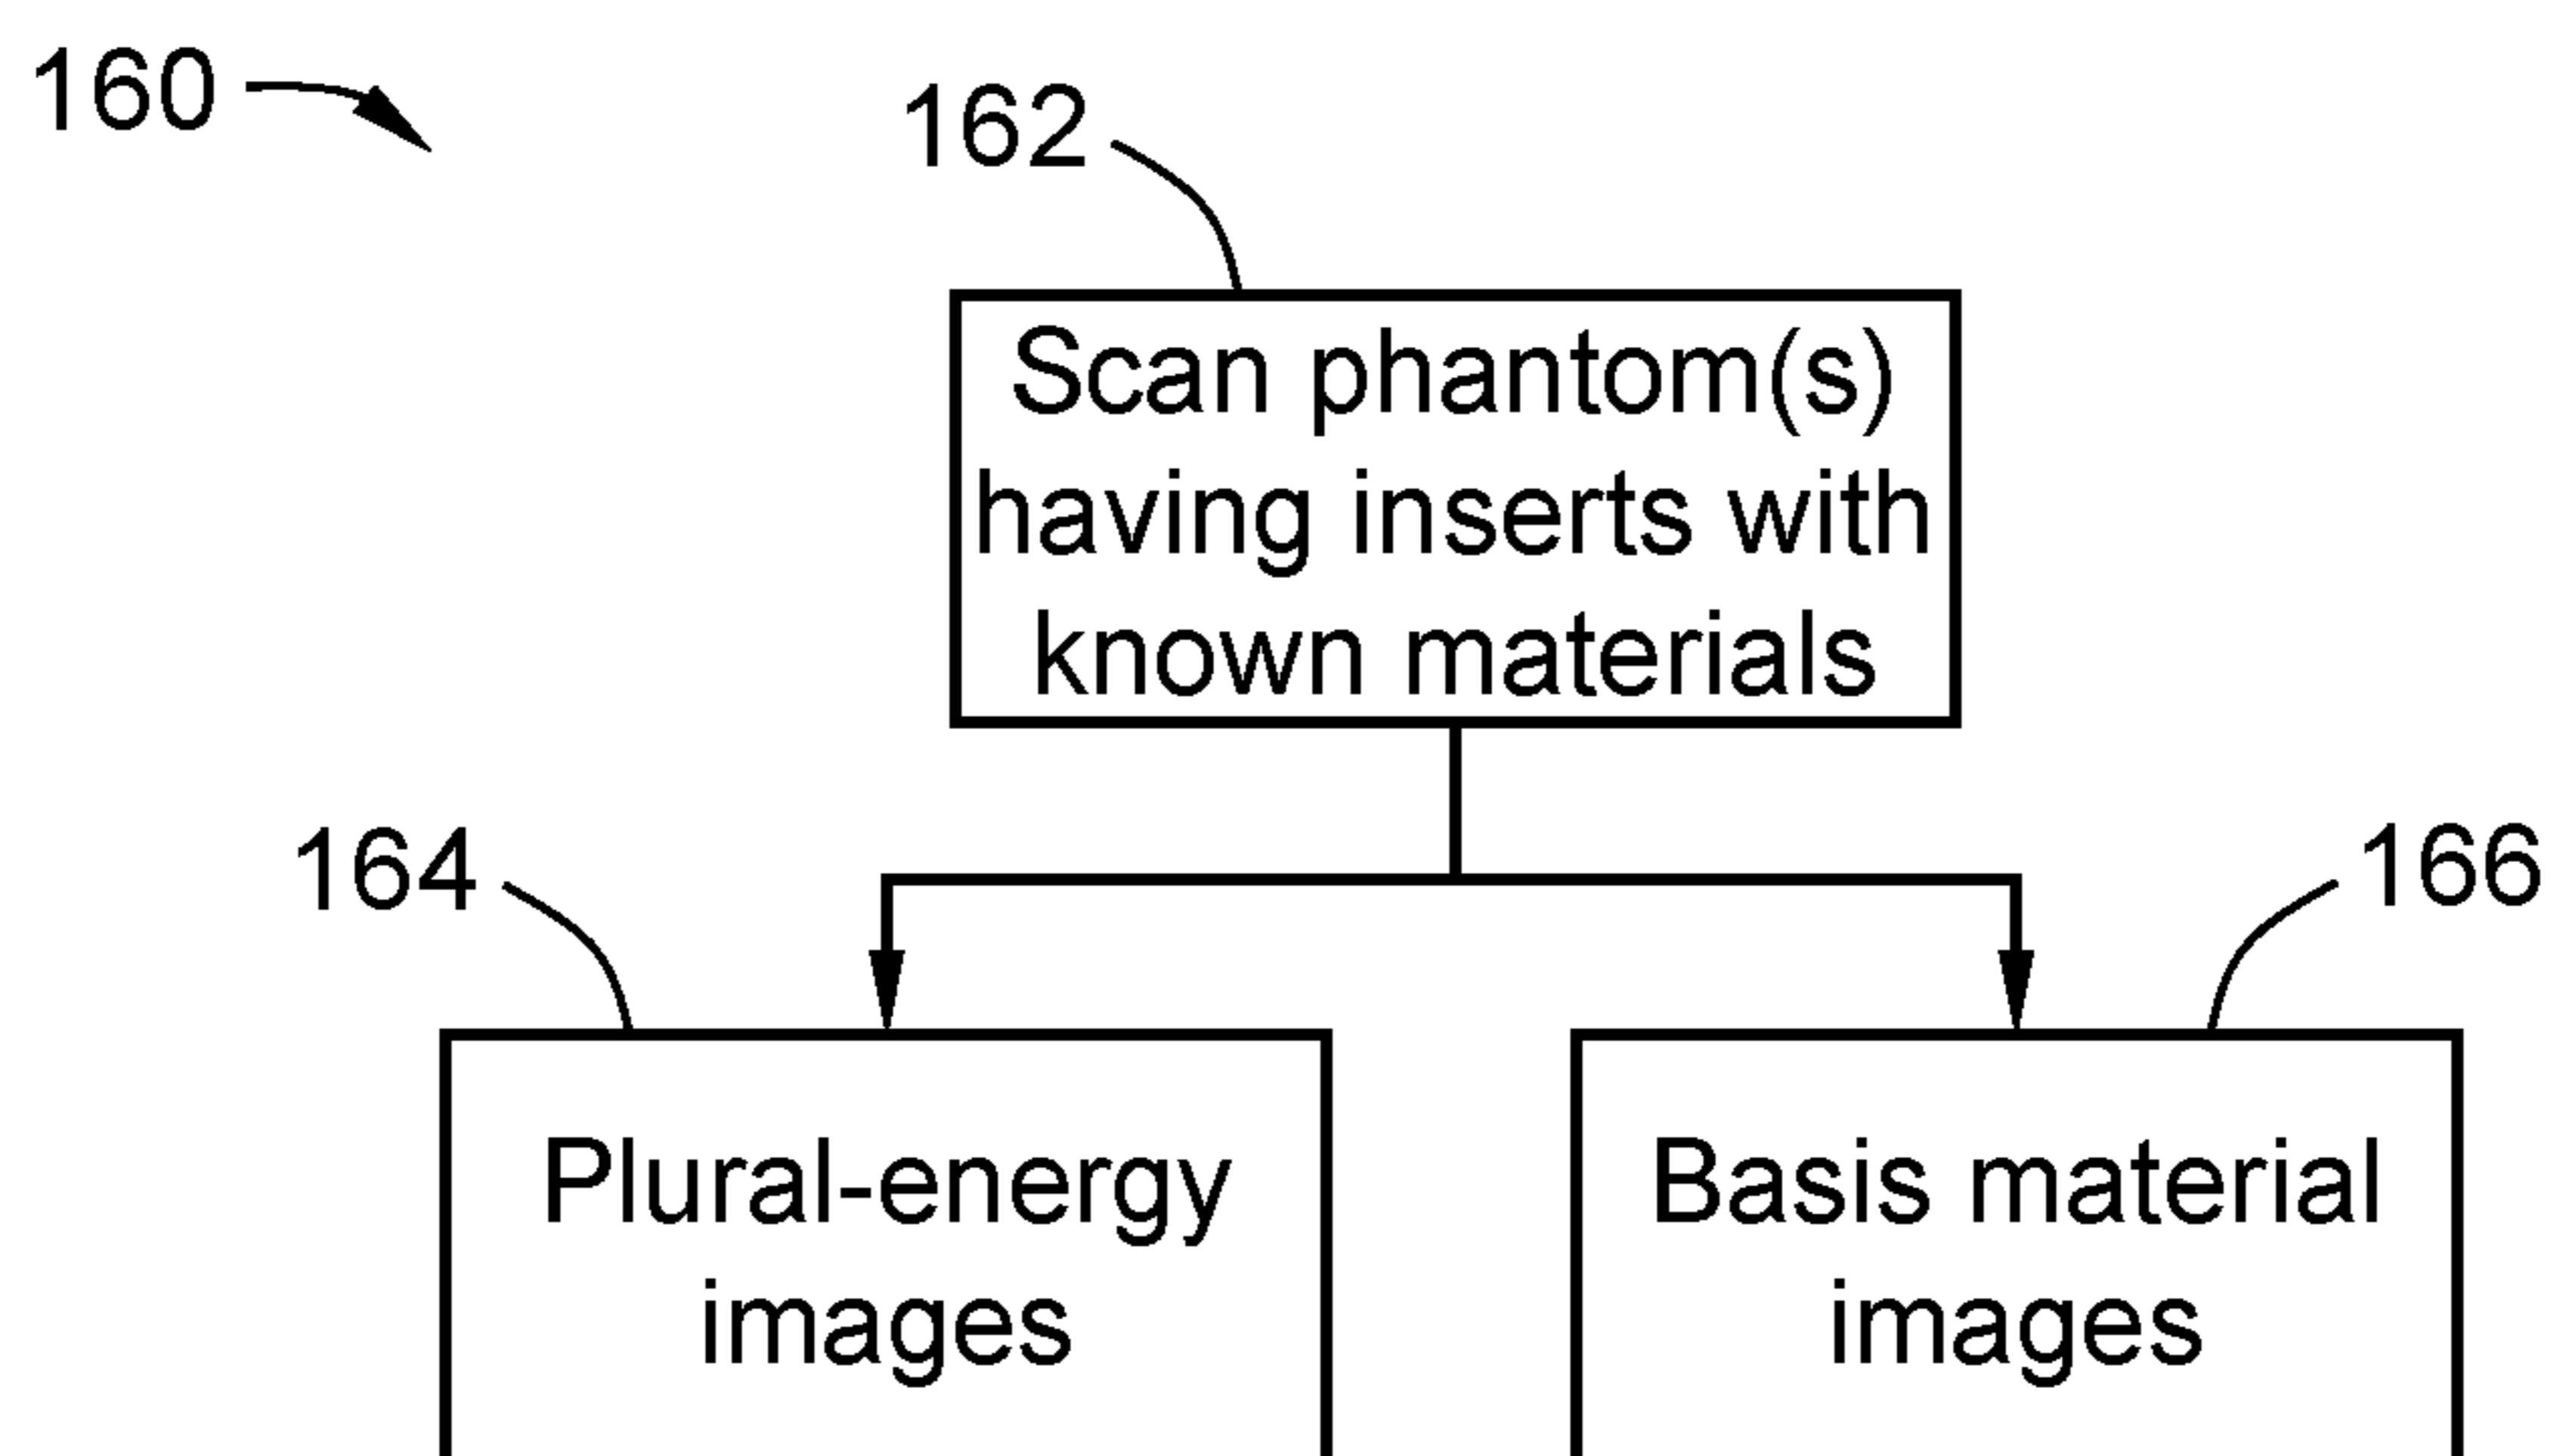 160
162
Scan phantom(s)
having inserts with
known materials
164
166
Plural-energy
images
Basis material
images